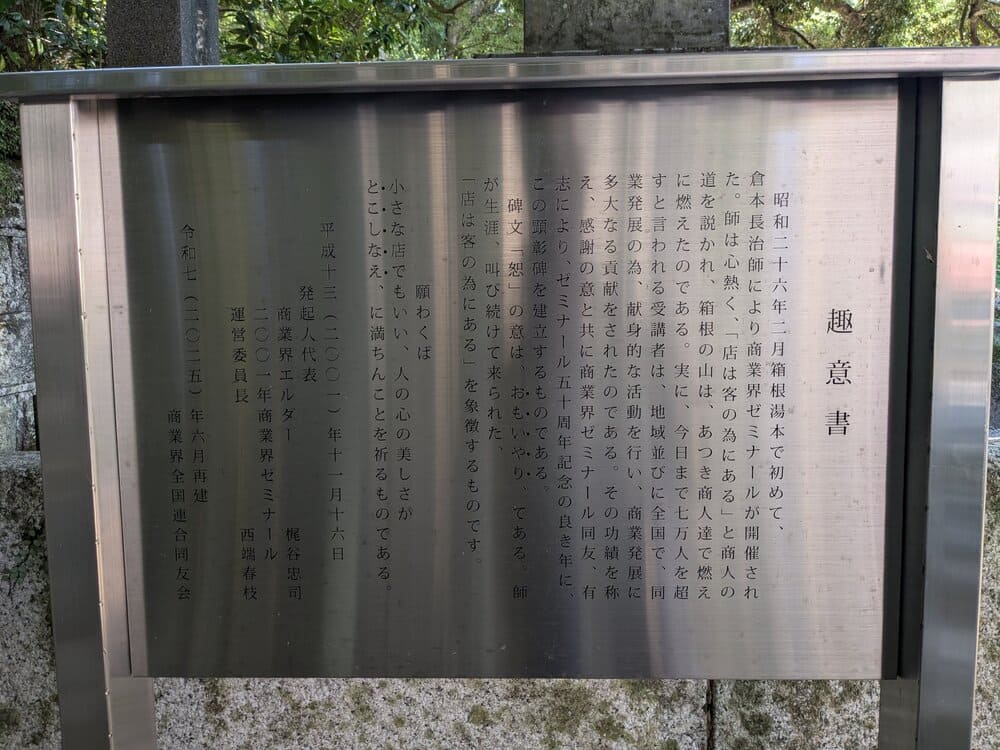 趣意書
昭和二十六年二月箱根湯本で初めて、
倉本長治師により商業界ゼミナールが開催され
た。師は心熱く、「店は客の為にある」と商人の
道を説かれ、箱根の山は、あつき商人達で燃え
に燃えたのである。実に、今日まで七万人を超
すと言われる受講者は、地域並びに全国で、同
業発展の為、献身的な活動を行い、商業発展に
多大なる貢献をされたのである。その功績を称
え、感謝の意と共に商業界ゼミナール同友、有
志により、ゼミナール五十周年記念の良き年に、
この顕彰碑を建立するものである。
碑文「恕」の意は、おもいやり、である。師
が生涯、叫び続けて来られた、
「店は客の為にある」を象徴するものです。
願わくば
小さな店でもいい、人の心の美しさが
とこしなえ、に満ちんことを祈るものである。
平成十三(二〇〇一)年十一月十六日
発起人代表
商業界エルダー 梶谷忠司
二〇〇一年商業界ゼミナール
運営委員長 西端春枝
令和七(二〇二五)年六月再建
商業界全国連合同友会